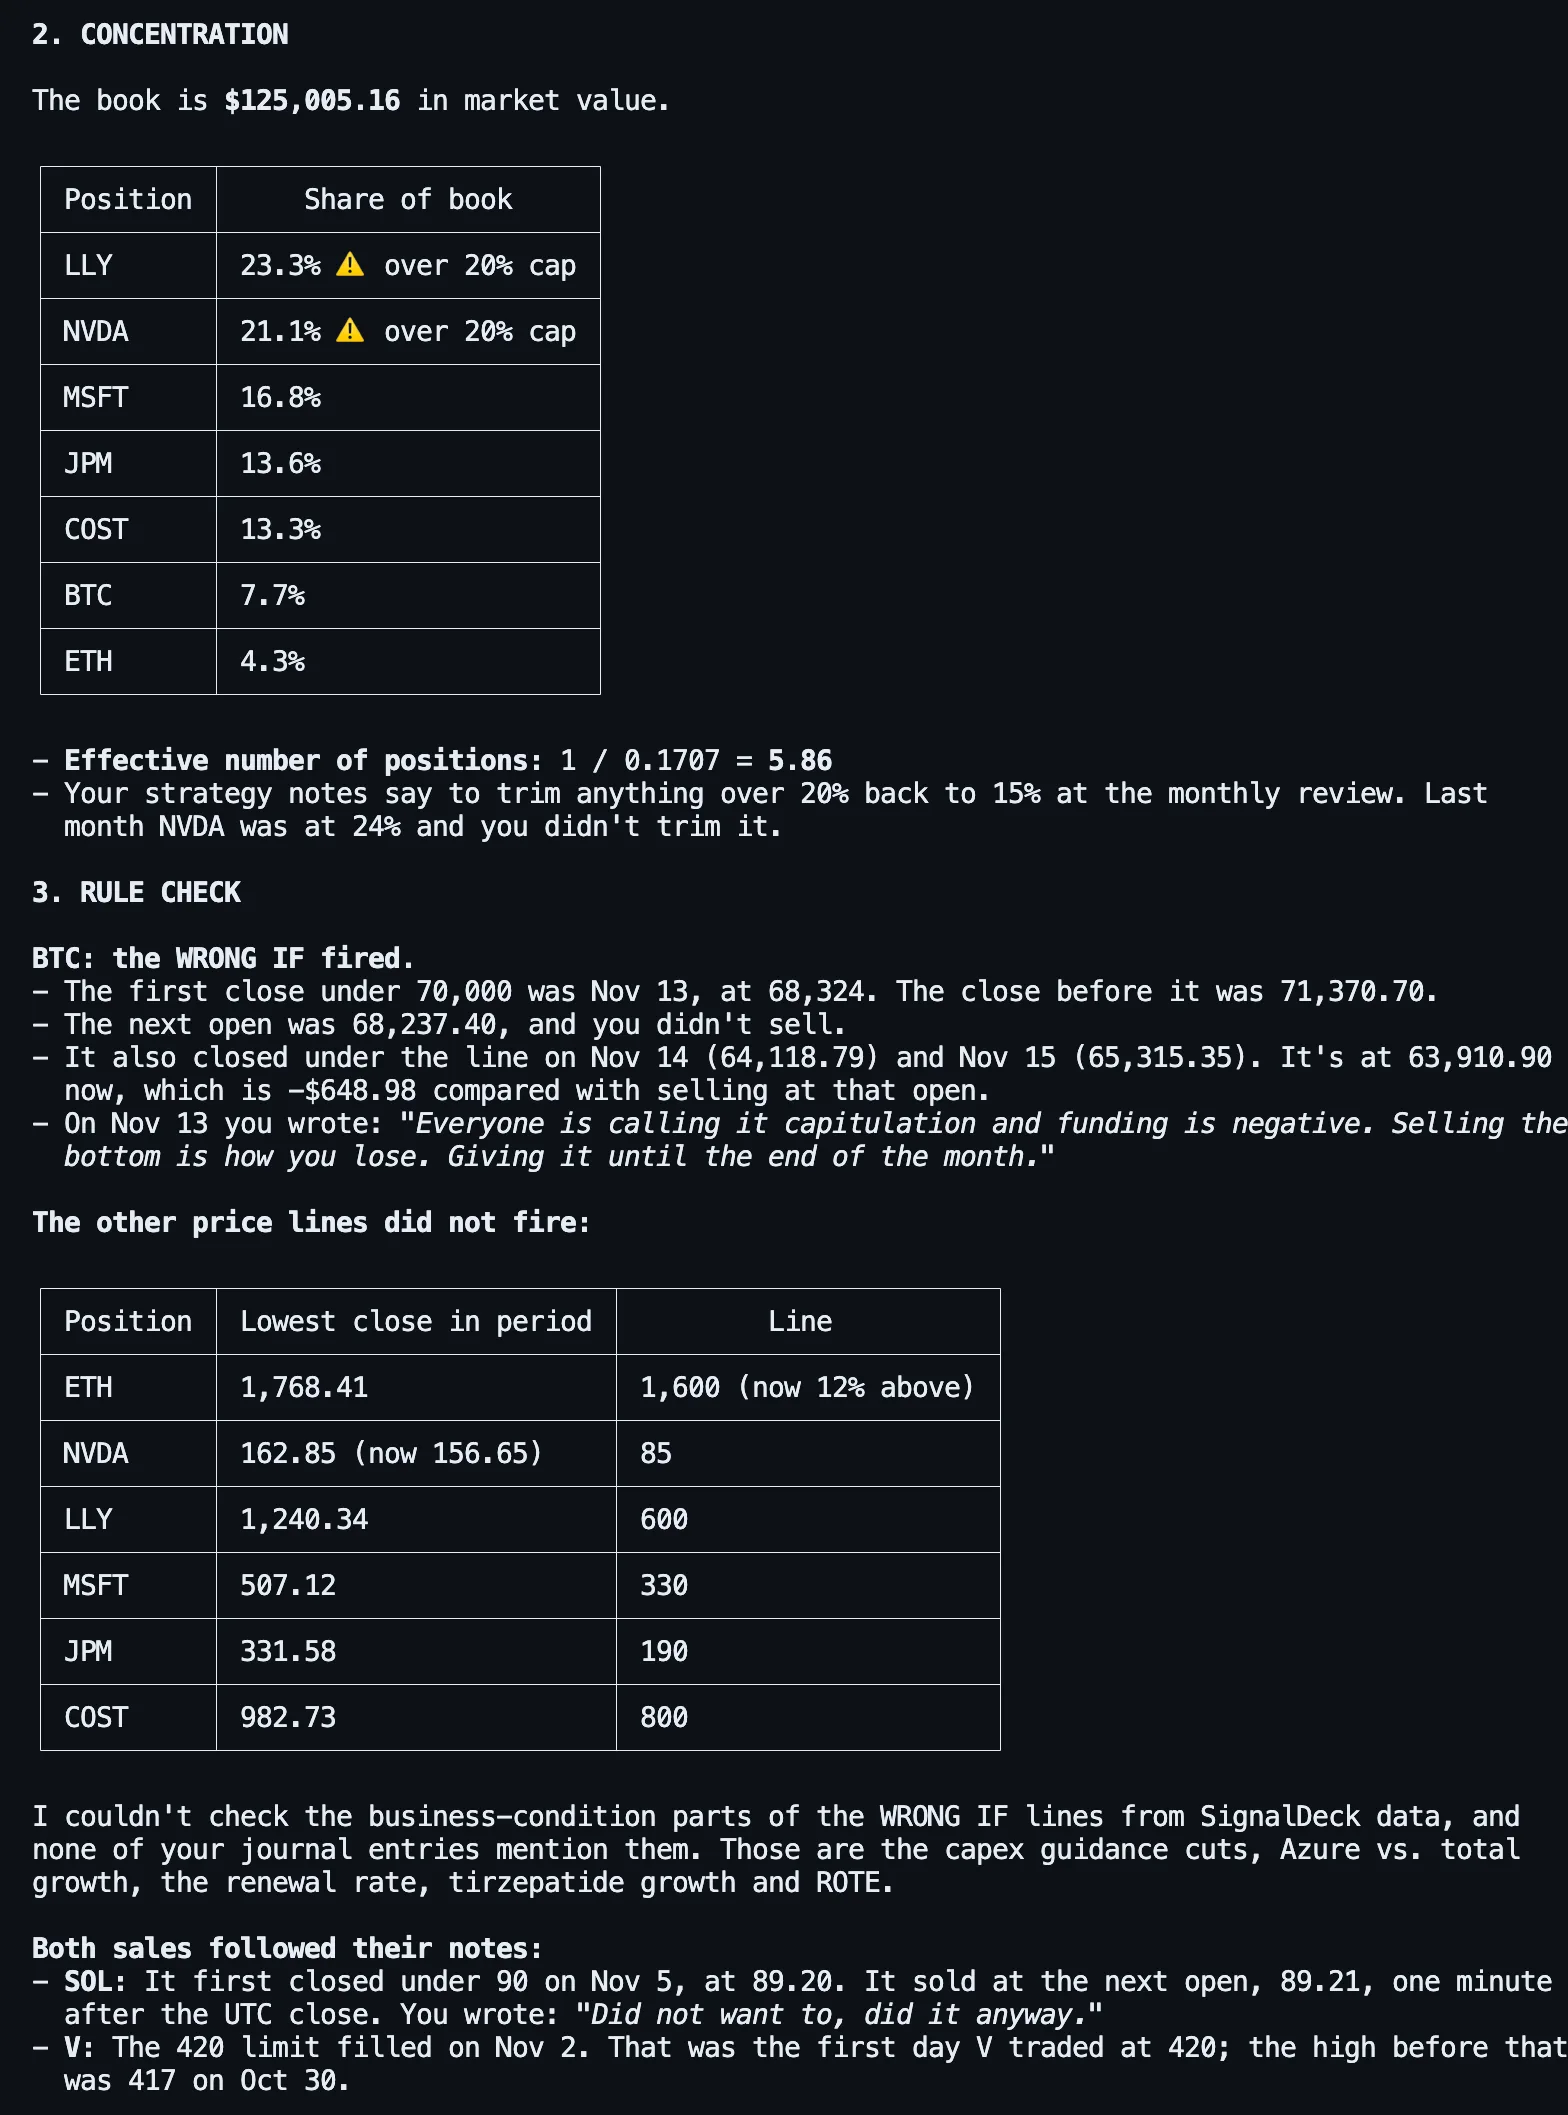 2. CONCENTRATION
The book is $125,005.16 in market value.
Position Share of book
LLY 23.3% ⚠️ over 20% cap
NVDA 21.1% ⚠️ over 20% cap
MSFT 16.8%
JPM 13.6%
COST 13.3%
BTC 7.7%
ETH 4.3%
– Effective number of positions: 1 / 0.1707 = 5.86
– Your strategy notes say to trim anything over 20% back to 15% at the monthly review. Last
month NVDA was at 24% and you didn't trim it.
3. RULE CHECK
BTC: the WRONG IF fired.
– The first close under 70,000 was Nov 13, at 68,324. The close before it was 71,370.70.
– The next open was 68,237.40, and you didn't sell.
– It also closed under the line on Nov 14 (64,118.79) and Nov 15 (65,315.35). It's at 63,910.90
now, which is –$648.98 compared with selling at that open.
– On Nov 13 you wrote: "Everyone is calling it capitulation and funding is negative. Selling the
bottom is how you lose. Giving it until the end of the month."
The other price lines did not fire:
Position Lowest close in period Line
ETH 1,768.41 1,600 (now 12% above)
NVDA 162.85 (now 156.65) 85
LLY 1,240.34 600
MSFT 507.12 330
JPM 331.58 190
COST 982.73 800
I couldn't check the business–condition parts of the WRONG IF lines from SignalDeck data, and
none of your journal entries mention them. Those are the capex guidance cuts, Azure vs. total
growth, the renewal rate, tirzepatide growth and ROTE.
Both sales followed their notes:
– SOL: It first closed under 90 on Nov 5, at 89.20. It sold at the next open, 89.21, one minute
after the UTC close. You wrote: "Did not want to, did it anyway."
– V: The 420 limit filled on Nov 2. That was the first day V traded at 420; the high before that
was 417 on Oct 30.